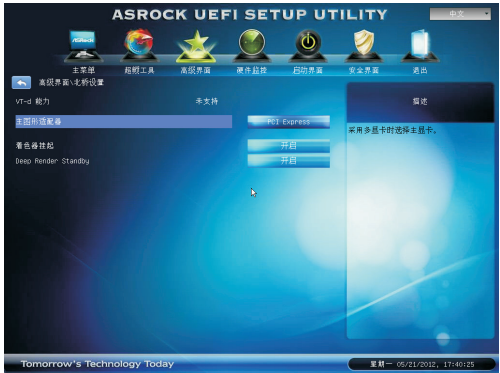 ASROCK UEFI SETUP UTILITY
中文
ASRock
主菜单 超频工具 高级界面 硬件监控 启动界面 安全界面 退出
高级界面\北桥设置
描述
VT-d 能力 未支持
主图形适配器 PCI Express
采用多显卡时选择主显卡。
着色器挂起 开启
Deep Render Standby 开启
Tomorrow's Technology Today
星期一 05/21/2012, 17:40:25